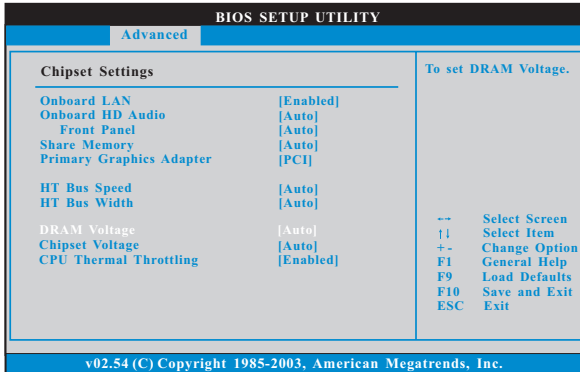 BIOS SETUP UTILITY
Advanced
Chipset Settings
Onboard LAN [Enabled]
Onboard HD Audio [Auto]
Front Panel [Auto]
Share Memory [Auto]
Primary Graphics Adapter [PCI]
HT Bus Speed [Auto]
HT Bus Width [Auto]
DRAM Voltage [Auto]
Chipset Voltage [Auto]
CPU Thermal Throttling [Enabled]
To set DRAM Voltage.
←→ Select Screen
↑↓ Select Item
+- Change Option
F1 General Help
F9 Load Defaults
F10 Save and Exit
ESC Exit
v02.54 (C) Copyright 1985-2003, American Megatrends, Inc.